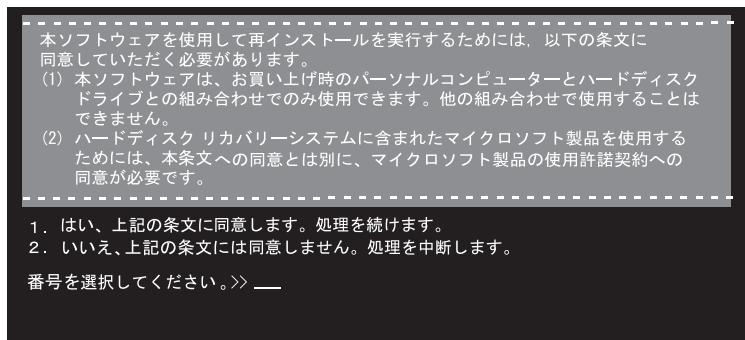 本ソフトウェアを使用して再インストールを実行するためには, 以下の条文に
同意していただく必要があります。
(1) 本ソフトウェアは、お買い上げ時のパーソナルコンピューターとハードディスク
ドライブとの組み合わせでのみ使用できます。他の組み合わせで使用することは
できません。
(2) ハードディスク リカバリーシステムに含まれたマイクロソフト製品を使用する
ためには、本条文への同意とは別に、マイクロソフト製品の使用許諾契約への
同意が必要です。
1. はい、上記の条文に同意します。処理を続けます。
2. いいえ、上記の条文には同意しません。処理を中断します。
番号を選択してください。>> __